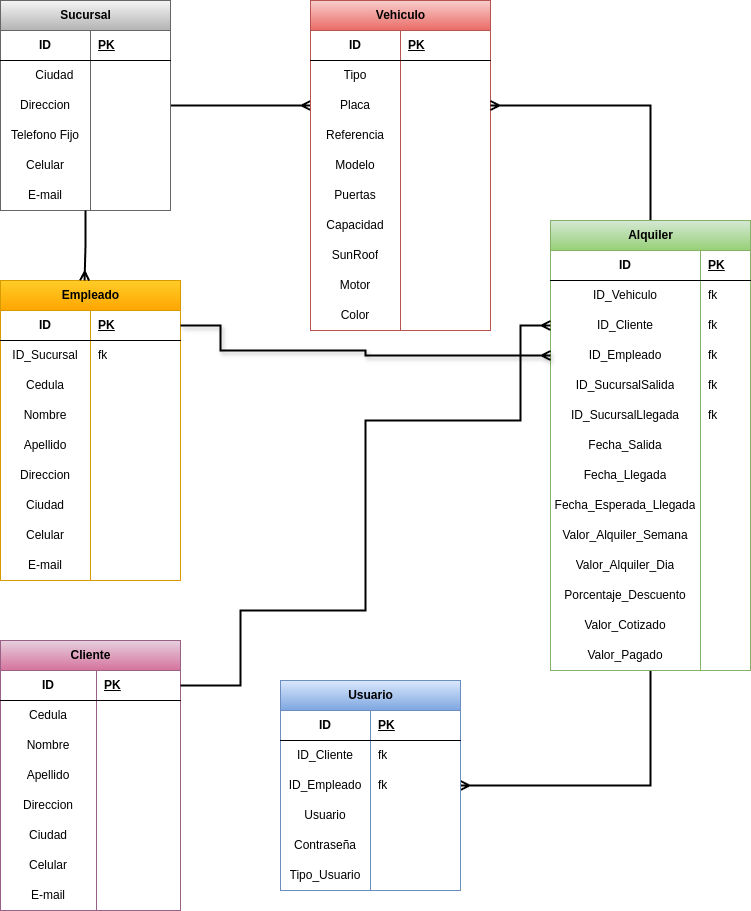 Sucursal
ID PK
Ciudad
Direccion
Telefono Fijo
Celular
E-mail
Vehiculo
ID PK
Tipo
Placa
Referencia
Modelo
Puertas
Capacidad
SunRoof
Motor
Color
Alquiler
ID PK
ID_Vehiculo fk
ID_Cliente fk
ID_Empleado fk
ID_SucursalSalida fk
ID_SucursalLlegada fk
Fecha_Salida
Fecha_Llegada
Fecha_Esperada_Llegada
Valor_Alquiler_Semana
Valor_Alquiler_Dia
Porcentaje_Descuento
Valor_Cotizado
Valor_Pagado
Empleado
ID PK
ID_Sucursal fk
Cedula
Nombre
Apellido
Direccion
Ciudad
Celular
E-mail
Cliente
ID PK
Cedula
Nombre
Apellido
Direccion
Ciudad
Celular
E-mail
Usuario
ID PK
ID_Cliente fk
ID_Empleado fk
Usuario
Contraseña
Tipo_Usuario